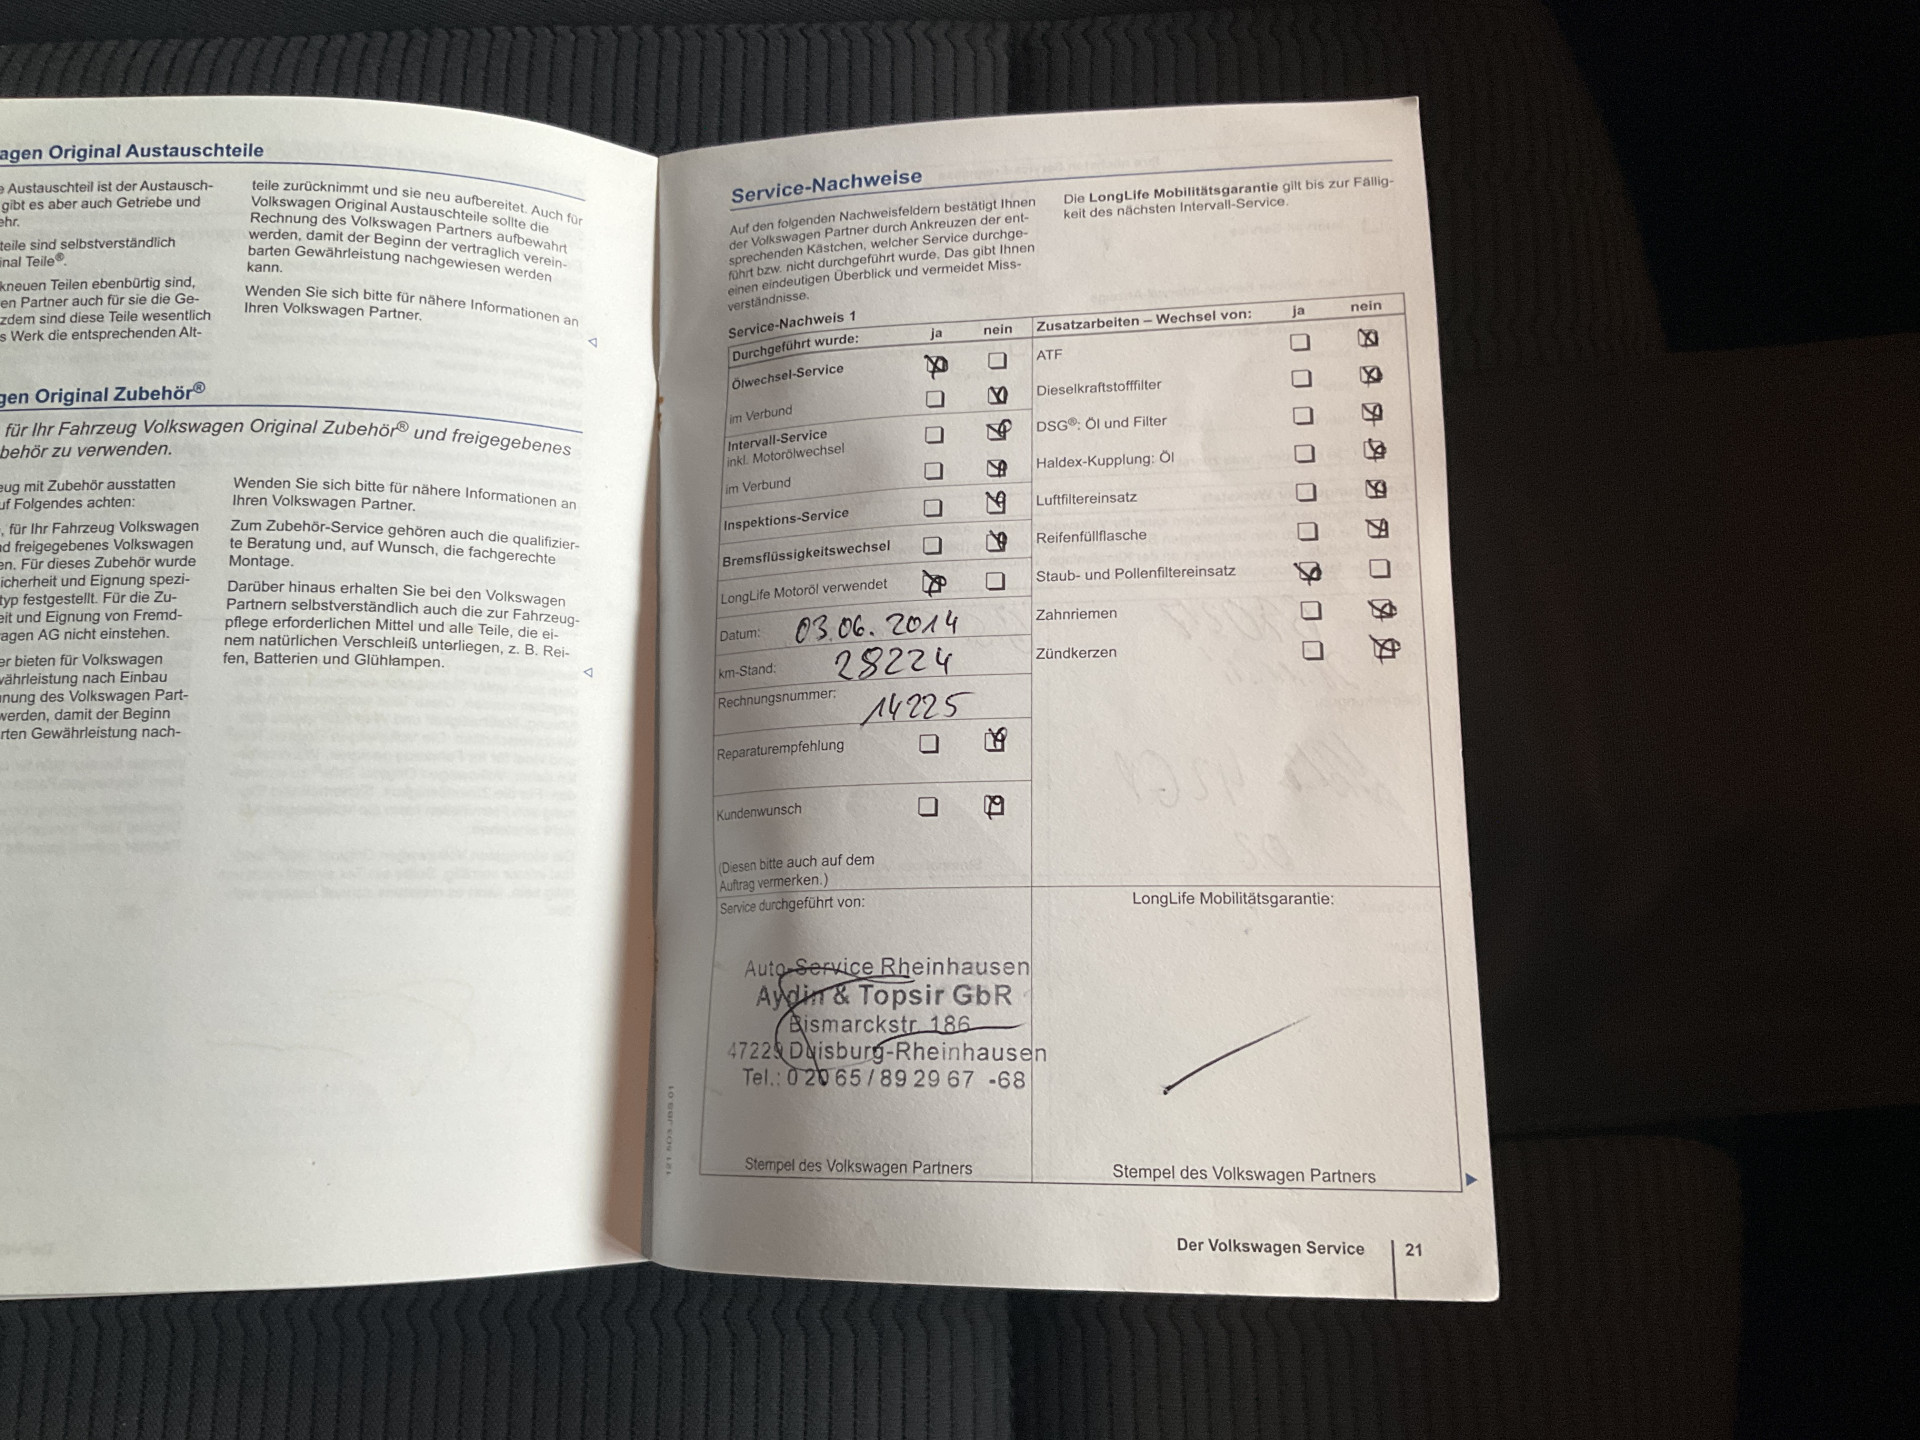 agen Original Austauschteile
e Austauschteil ist der Austausch-
gibt es aber auch Getriebe und
ehr.
teile sind selbstverständlich
inal Teile®.
kneuen Teilen ebenbürtig sind,
en Partner auch für sie die Ge-
zdem sind diese Teile wesentlich
s Werk die entsprechenden Alt-
teile zurücknimmt und sie neu aufbereitet. Auch für
Volkswagen Original Austauschteile sollte die
Rechnung des Volkswagen Partners aufbewahrt
werden, damit der Beginn der vertraglich verein-
barten Gewährleistung nachgewiesen werden
kann.
Wenden Sie sich bitte für nähere Informationen an
Ihren Volkswagen Partner.
gen Original Zubehör®
für Ihr Fahrzeug Volkswagen Original Zubehör® und freigegebenes
behör zu verwenden.
eug mit Zubehör ausstatten
uf Folgendes achten:
, für Ihr Fahrzeug Volkswagen
nd freigegebenes Volkswagen
en. Für dieses Zubehör wurde
icherheit und Eignung spezi-
typ festgestellt. Für die Zu-
eit und Eignung von Fremd-
agen AG nicht einstehen.
er bieten für Volkswagen
währleistung nach Einbau
hnung des Volkswagen Part-
werden, damit der Beginn
rten Gewährleistung nach-
Wenden Sie sich bitte für nähere Informationen an
Ihren Volkswagen Partner.
Zum Zubehör-Service gehören auch die qualifizier-
te Beratung und, auf Wunsch, die fachgerechte
Montage.
Darüber hinaus erhalten Sie bei den Volkswagen
Partnern selbstverständlich auch die zur Fahrzeug-
pflege erforderlichen Mittel und alle Teile, die ei-
nem natürlichen Verschleiß unterliegen, z. B. Rei-
fen, Batterien und Glühlampen.
Service-Nachweise
Auf den folgenden Nachweisfeldern bestätigt Ihnen
der Volkswagen Partner durch Ankreuzen der ent-
sprechenden Kästchen, welcher Service durchge-
führt bzw. nicht durchgeführt wurde. Das gibt Ihnen
einen eindeutigen Überblick und vermeidet Miss-
verständnisse.
Die LongLife Mobilitätsgarantie gilt bis zur Fällig-
keit des nächsten Intervall-Service.
Service-Nachweis 1
Durchgeführt wurde: ja nein
Ölwechsel-Service
im Verbund
Intervall-Service
inkl. Motorölwechsel
im Verbund
Inspektions-Service
Bremsflüssigkeitswechsel
LongLife Motoröl verwendet
Datum: 03.06.2014
km-Stand: 28224
Rechnungsnummer: 14225
Reparaturempfehlung
Kundenwunsch
(Diesen bitte auch auf dem
Auftrag vermerken.)
Zusatzarbeiten – Wechsel von: ja nein
ATF
Dieselkraftstofffilter
DSG®: Öl und Filter
Haldex-Kupplung: Öl
Luftfiltereinsatz
Reifenfüllflasche
Staub- und Pollenfiltereinsatz
Zahnriemen
Zündkerzen
Service durchgeführt von:
Auto-Service Rheinhausen
Aydin & Topsir GbR
Bismarckstr. 186
47229 Duisburg-Rheinhausen
Tel.: 0 20 65 / 89 29 67 -68
Stempel des Volkswagen Partners
LongLife Mobilitätsgarantie:
Stempel des Volkswagen Partners
Der Volkswagen Service 21